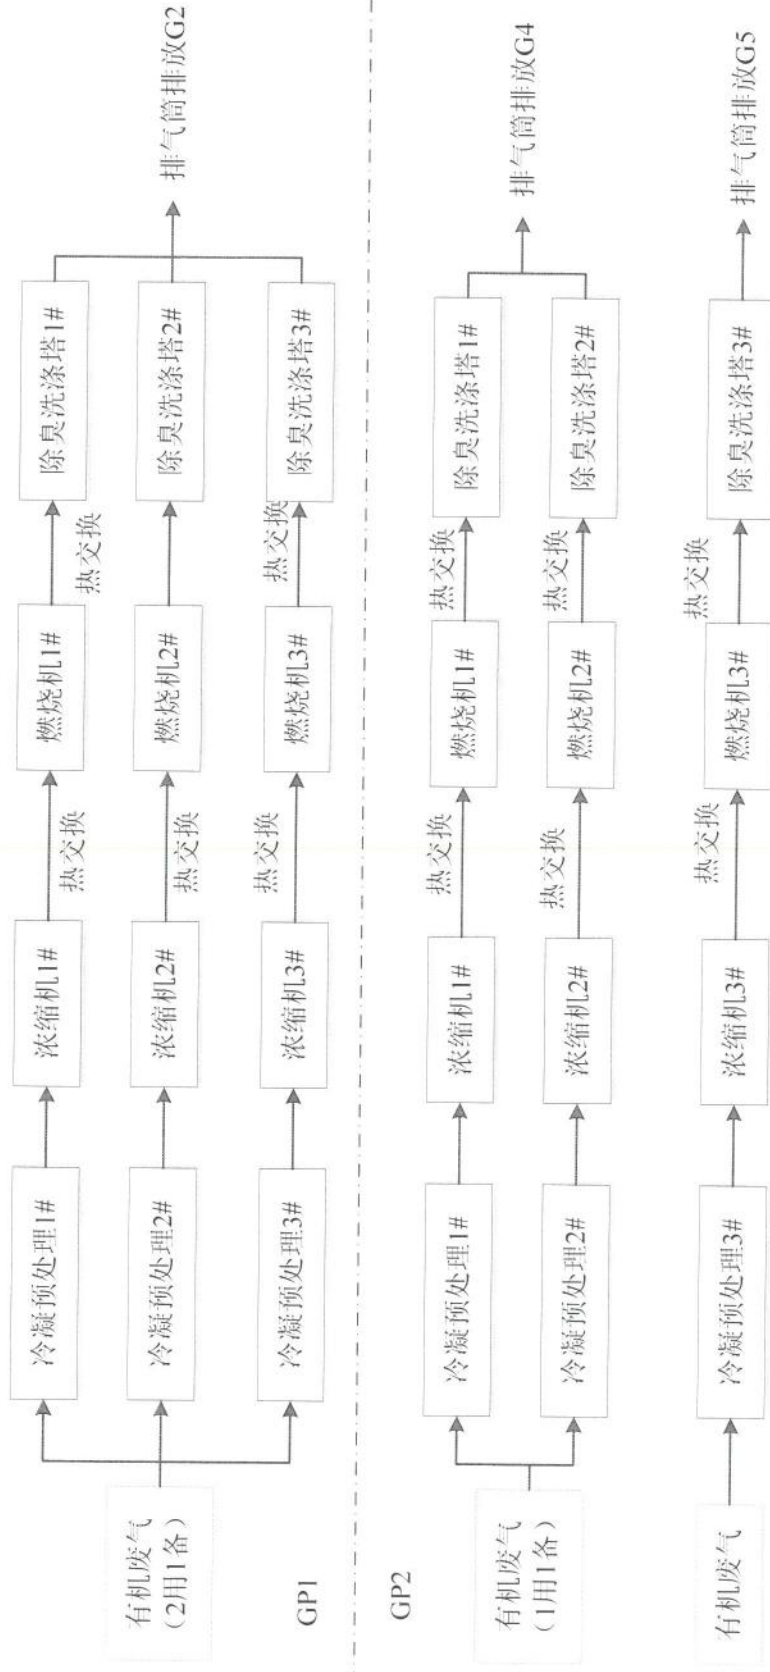 有机废气
（2用1备）
冷凝预处理1#
浓缩机1#
热交换
燃烧机1#
热交换
除臭洗涤塔1#
冷凝预处理2#
浓缩机2#
热交换
燃烧机2#
除臭洗涤塔2#
冷凝预处理3#
浓缩机3#
热交换
燃烧机3#
热交换
除臭洗涤塔3#
排气筒排放G2
GP1
GP2
有机废气
（1用1备）
冷凝预处理1#
浓缩机1#
热交换
燃烧机1#
热交换
除臭洗涤塔1#
冷凝预处理2#
浓缩机2#
热交换
燃烧机2#
热交换
除臭洗涤塔2#
排气筒排放G4
有机废气
冷凝预处理3#
浓缩机3#
热交换
燃烧机3#
热交换
除臭洗涤塔3#
排气筒排放G5